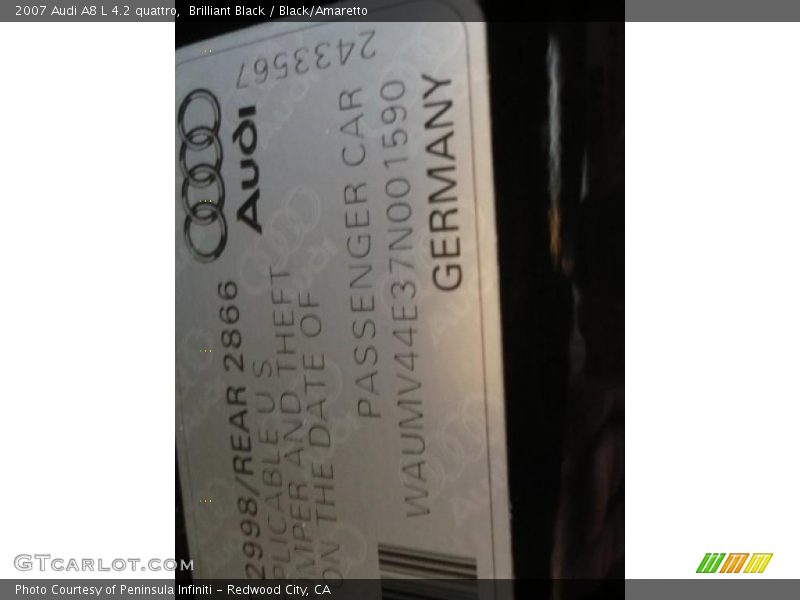 2007 Audi A8 L 4.2 quattro, Brilliant Black / Black/Amaretto
2433567
Audi
2998/REAR 2866
PLICABLE U S
MPER AND THEFT
ON THE DATE OF
PASSENGER CAR
WAUMV44E37N001590
GERMANY
GTcarlot.com
Photo Courtesy of Peninsula Infiniti - Redwood City, CA